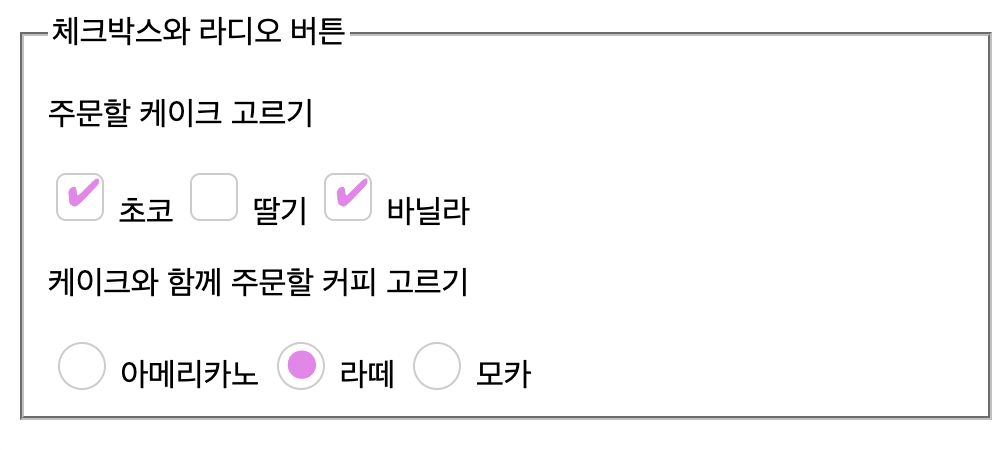 체크박스와 라디오 버튼
주문할 케이크 고르기
초코 딸기 바닐라
케이크와 함께 주문할 커피 고르기
아메리카노 라떼 모카